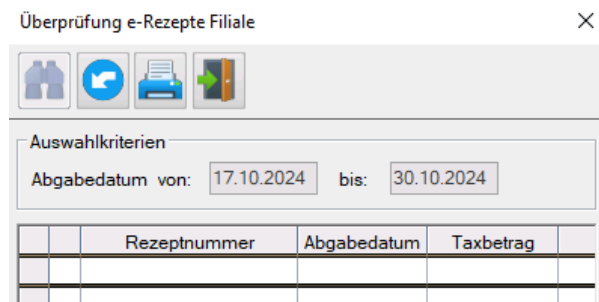 Überprüfung e-Rezepte Filiale
Auswahlkriterien
Abgabedatum von: 17.10.2024 bis: 30.10.2024
Rezeptnummer Abgabedatum Taxbetrag